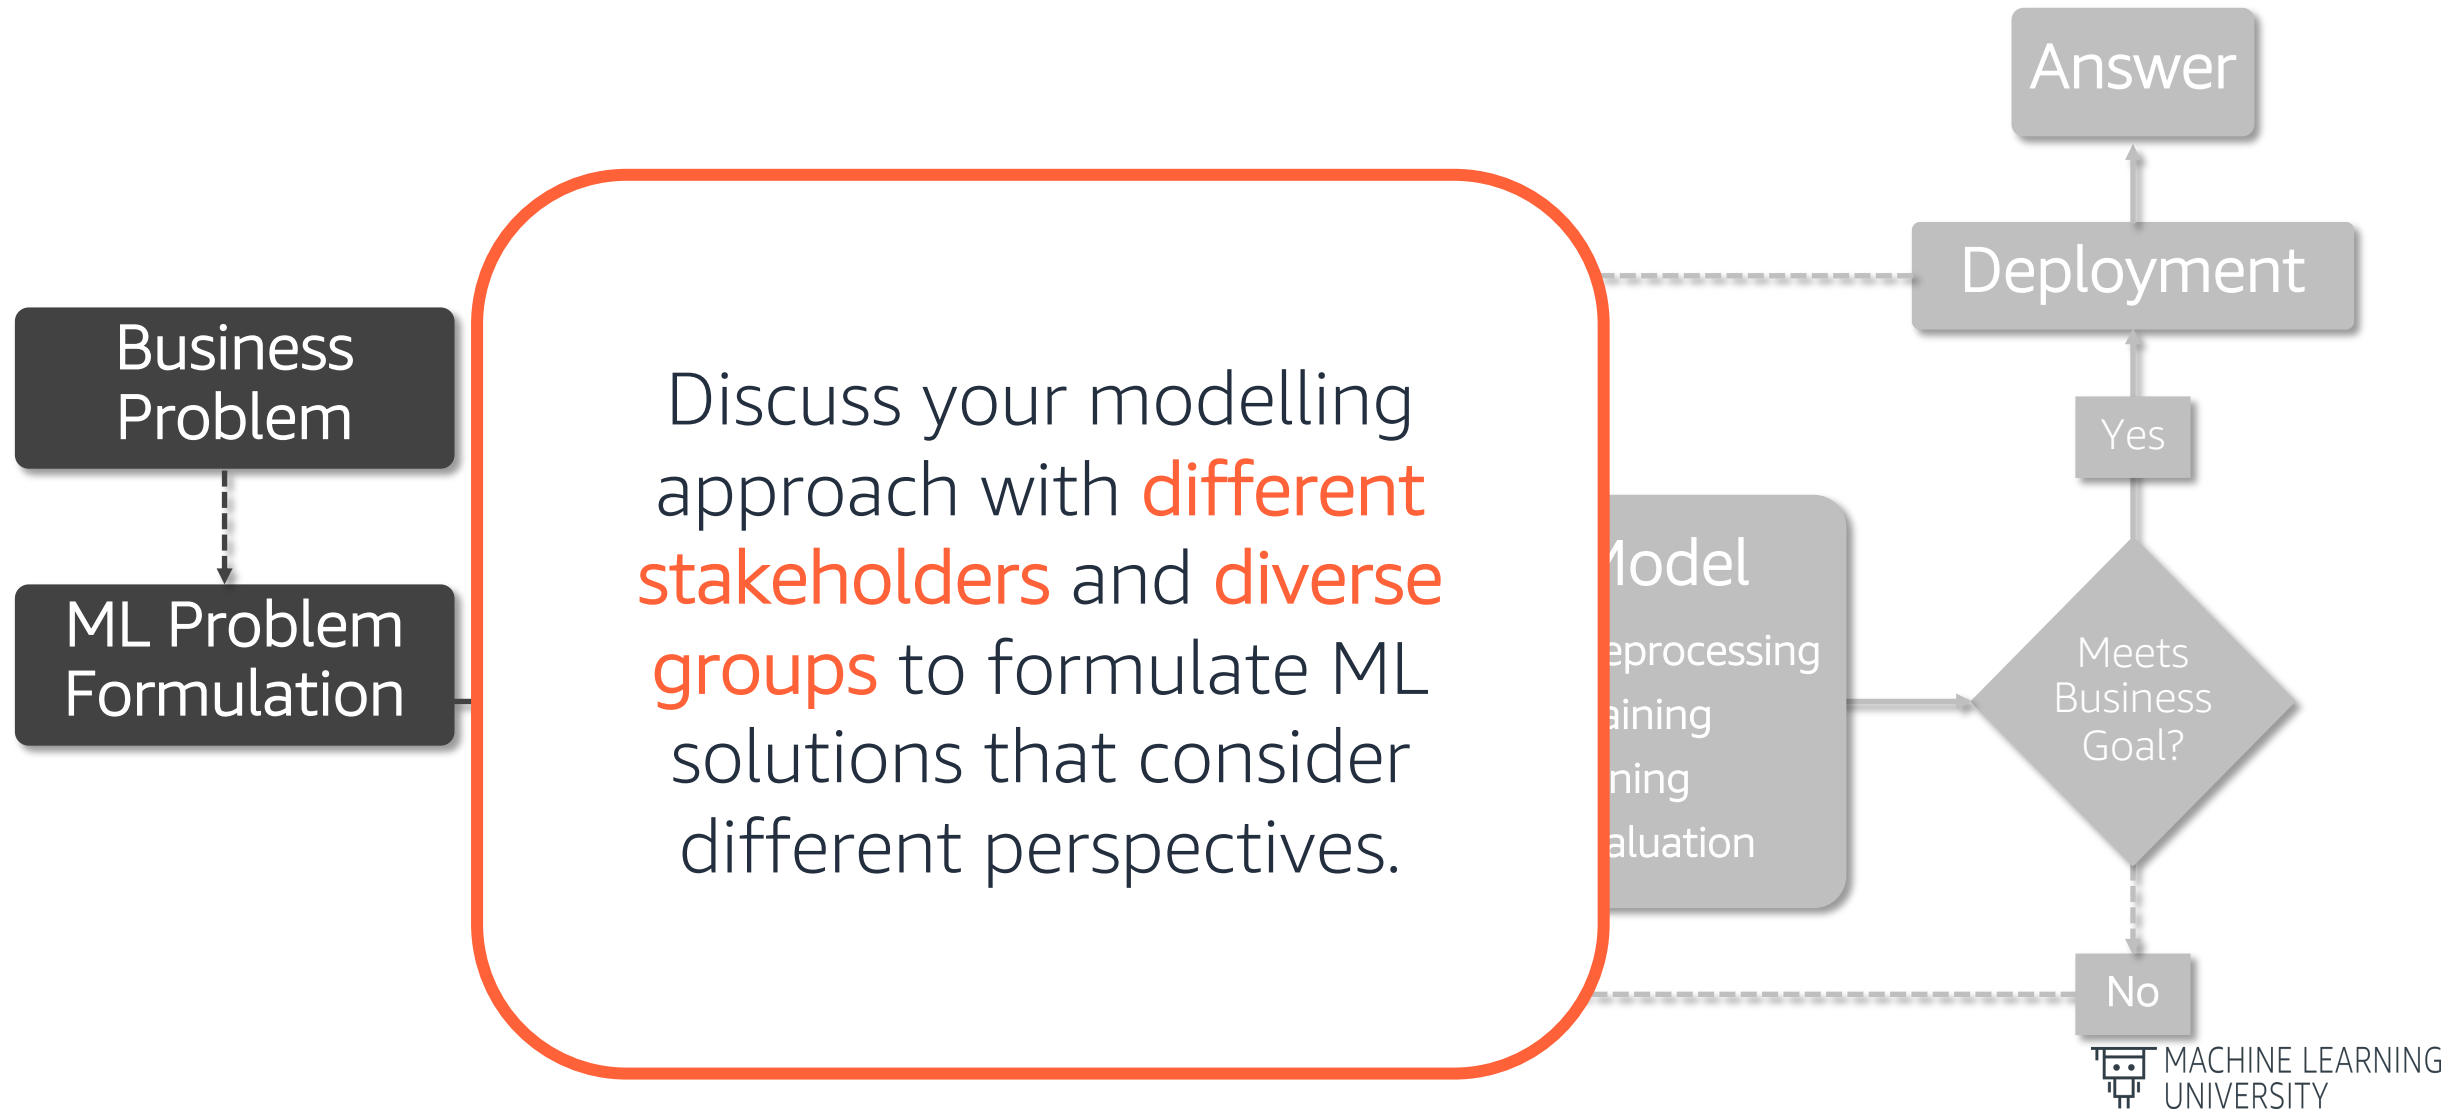 Business
Problem
ML Problem
Formulation
Discuss your modelling
approach with different
stakeholders and diverse
groups to formulate ML
solutions that consider
different perspectives.
Answer
Deployment
Yes
Meets
Business
Goal?
No
MACHINE LEARNING
UNIVERSITY